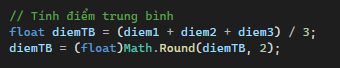 // Tính điểm trung bình
float diemTB = (diem1 + diem2 + diem3) / 3;
diemTB = (float)Math.Round(diemTB, 2);